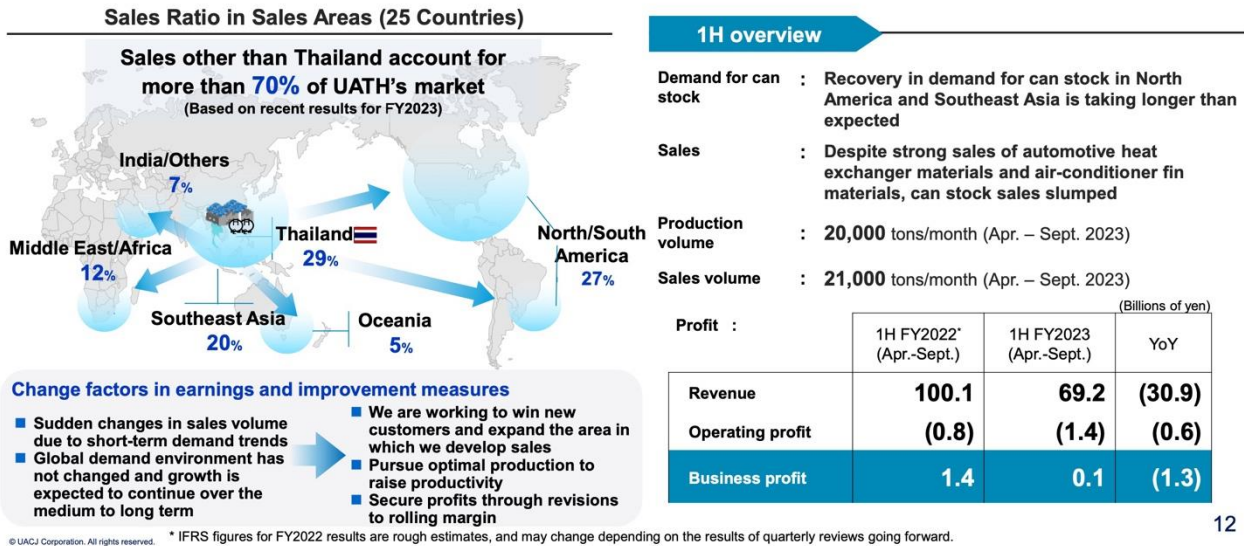 Sales Ratio in Sales Areas (25 Countries)
Sales other than Thailand account for
more than 70% of UATH's market
(Based on recent results for FY2023)
India/Others
7%
Middle East/Africa
12%
Thailand
29%
North/South
America
27%
Southeast Asia
20%
Oceania
5%
Change factors in earnings and improvement measures
■ Sudden changes in sales volume
due to short-term demand trends
■ Global demand environment has
not changed and growth is
expected to continue over the
medium to long term
■ We are working to win new
customers and expand the area in
which we develop sales
■ Pursue optimal production to
raise productivity
■ Secure profits through revisions
to rolling margin
1H overview
Demand for can
stock
: Recovery in demand for can stock in North
America and Southeast Asia is taking longer than
expected
Sales : Despite strong sales of automotive heat
exchanger materials and air-conditioner fin
materials, can stock sales slumped
Production
volume
: 20,000 tons/month (Apr. – Sept. 2023)
Sales volume : 21,000 tons/month (Apr. – Sept. 2023)
Profit :
(Billions of yen)
1H FY2022*
(Apr.-Sept.)
1H FY2023
(Apr.-Sept.)
YoY
Revenue 100.1 69.2 (30.9)
Operating profit (0.8) (1.4) (0.6)
Business profit 1.4 0.1 (1.3)
12
© UACJ Corporation. All rights reserved.
* IFRS figures for FY2022 results are rough estimates, and may change depending on the results of quarterly reviews going forward.